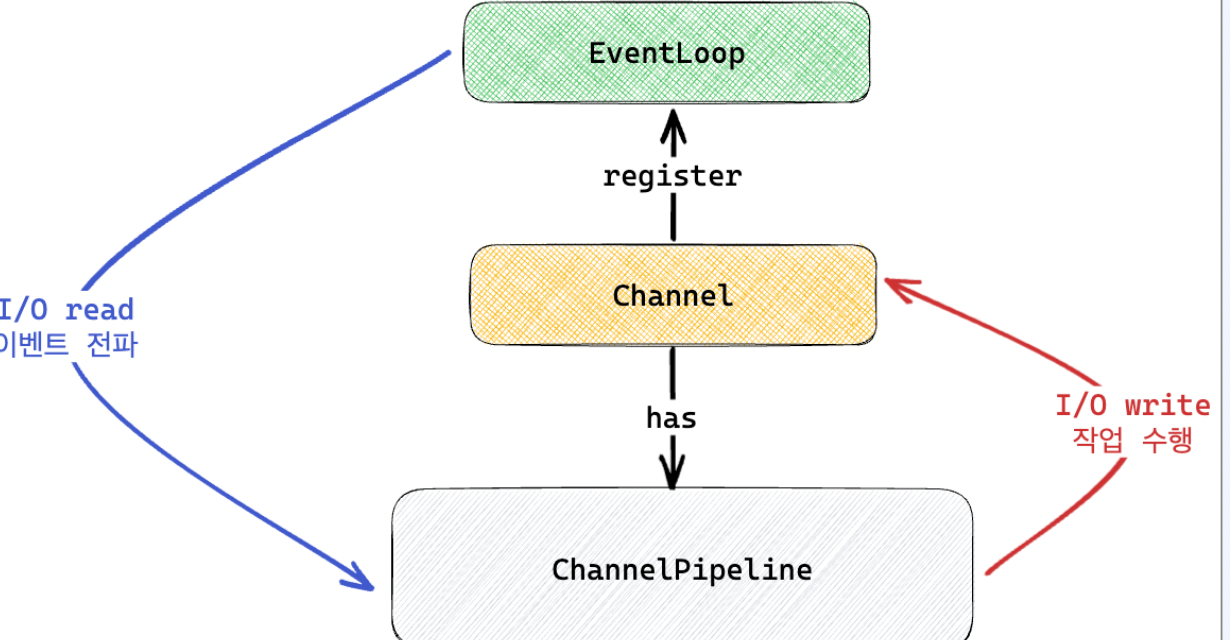 EventLoop
register
Channel
I/O read
이벤트 전파
I/O write
작업 수행
has
ChannelPipeline